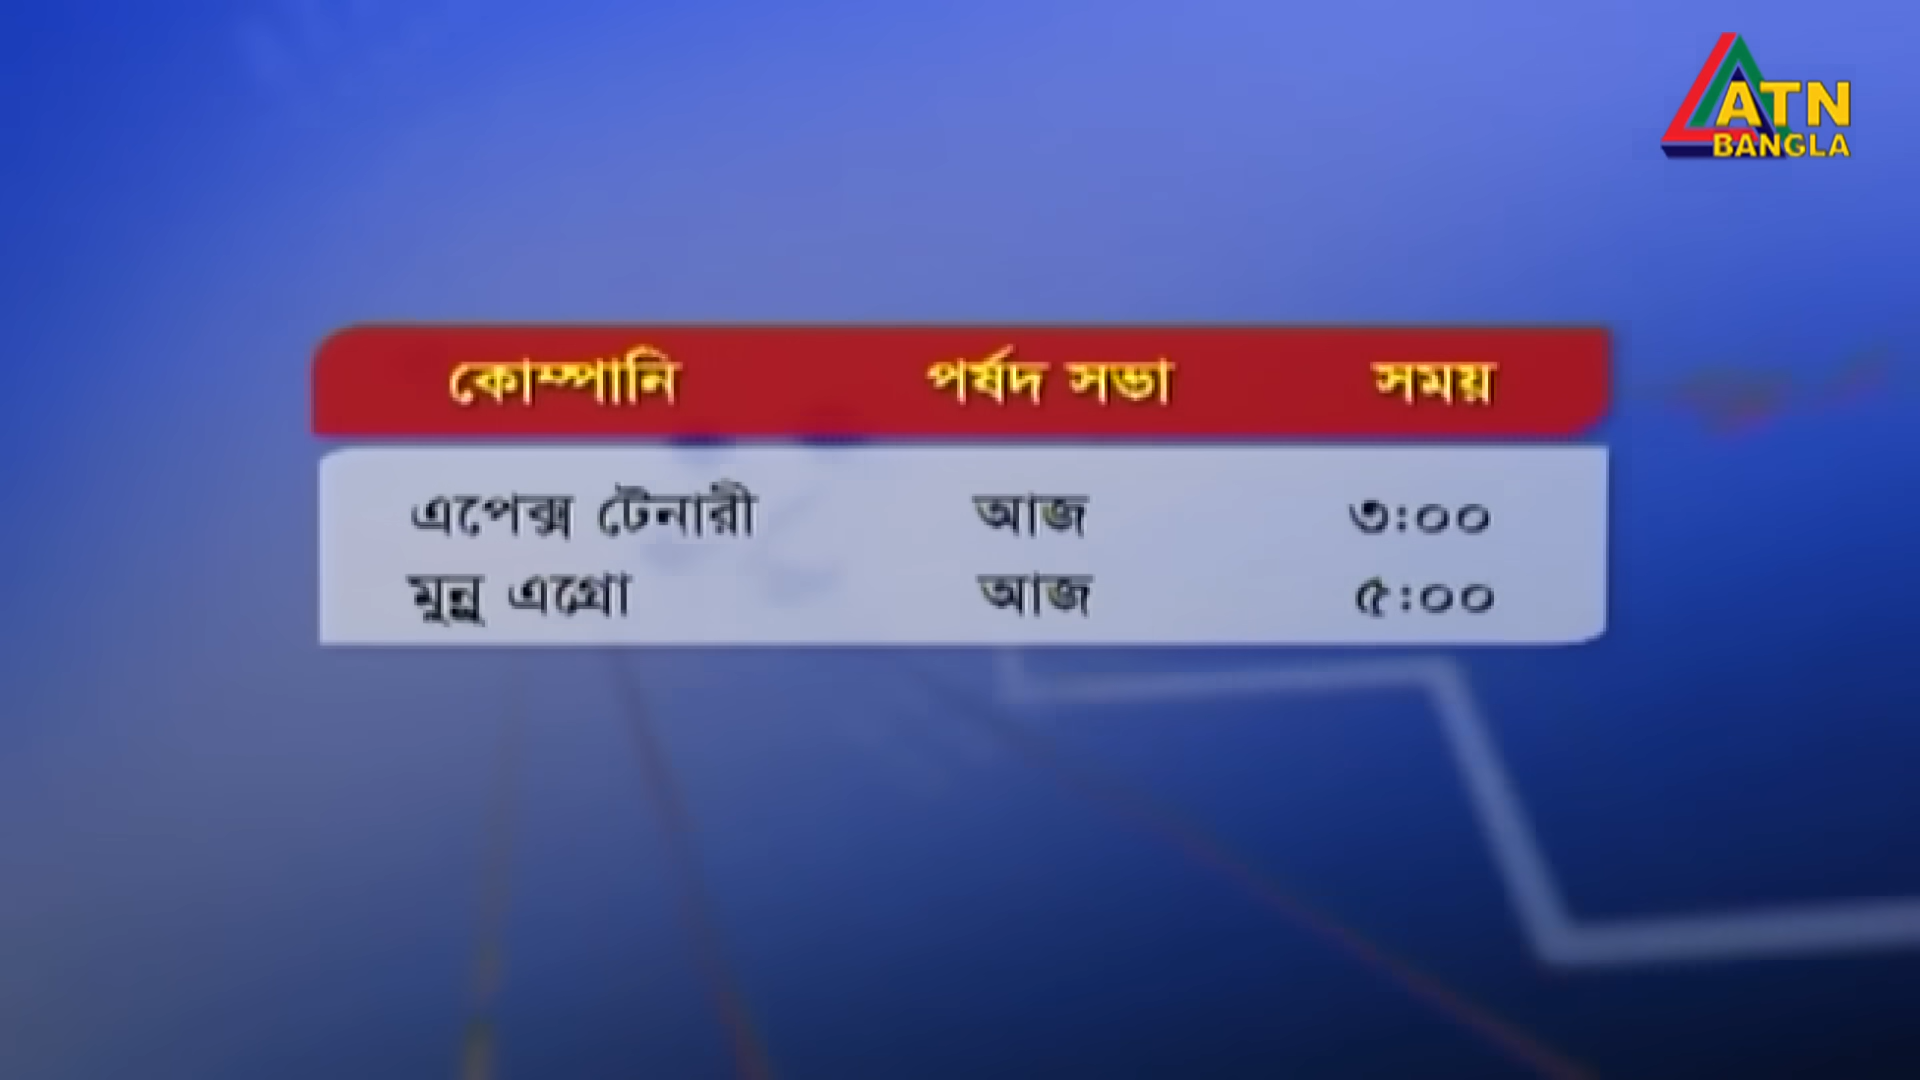 ATN
BANGLA
কোম্পানি পর্ষদ সভা সময়
এপেক্স টেনারী আজ ৩:০০
মুন্নু এগ্রো আজ ৫:০০